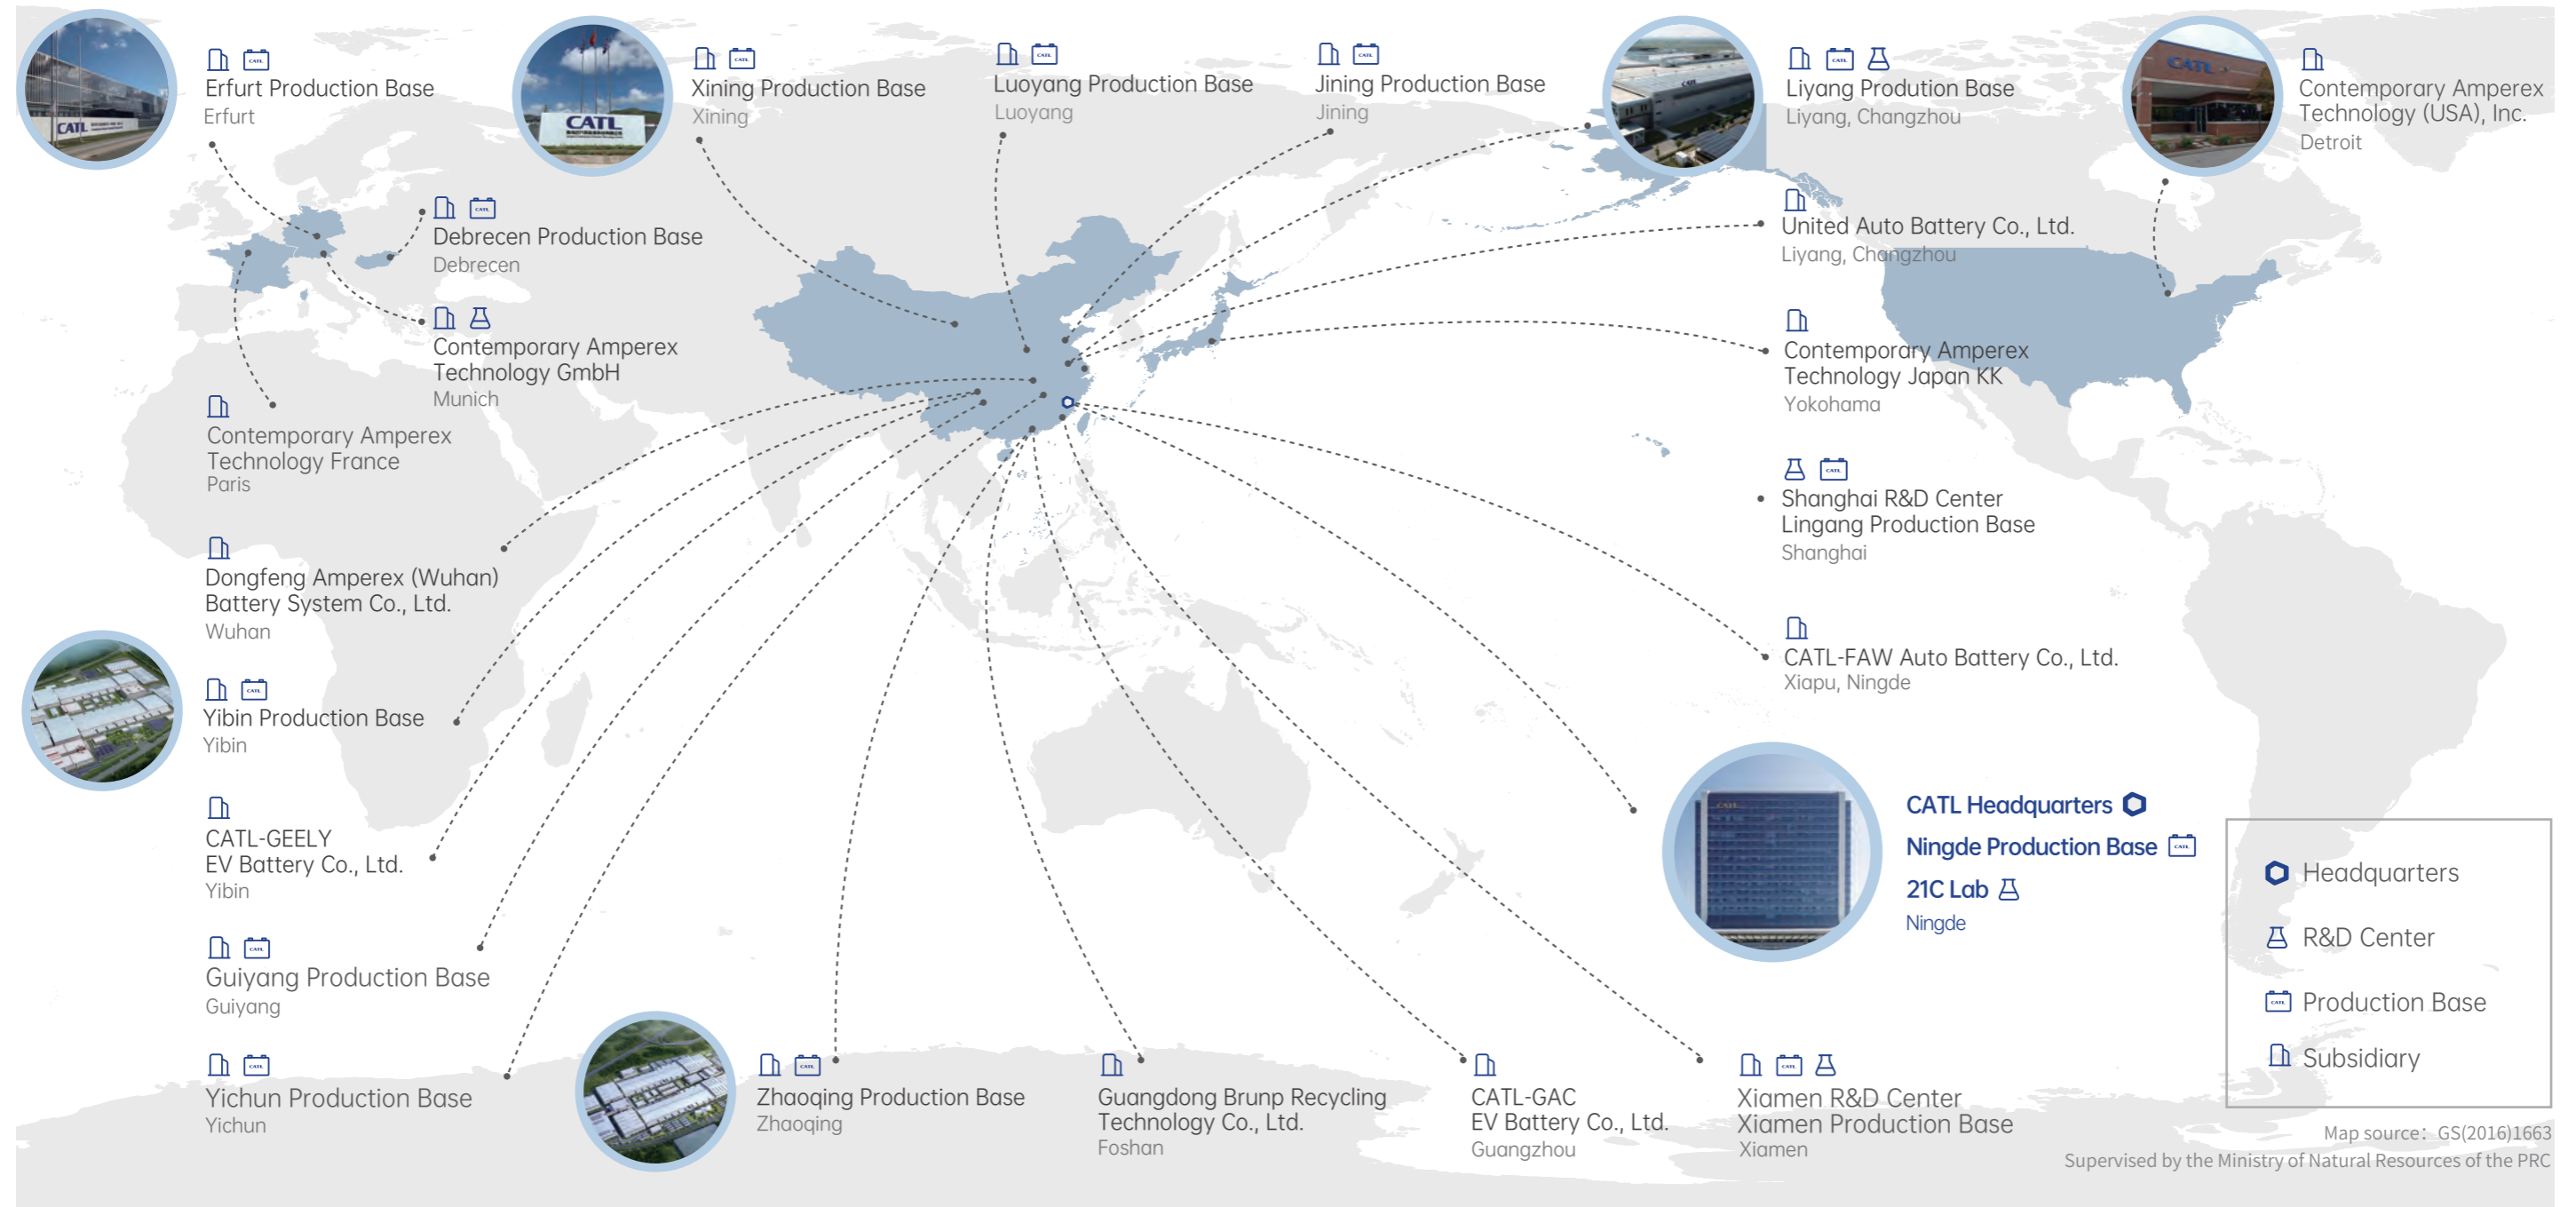 Erfurt Production Base
Erfurt
CATL
Xining Production Base
Xining
CATL
Luoyang Production Base
Luoyang
Jining Production Base
Jining
Liyang Prodution Base
Liyang, Changzhou
CATL
Contemporary Amperex
Technology (USA), Inc.
Detroit
Debrecen Production Base
Debrecen
United Auto Battery Co., Ltd.
Liyang, Changzhou
Contemporary Amperex
Technology GmbH
Munich
Contemporary Amperex
Technology Japan KK
Yokohama
Contemporary Amperex
Technology France
Paris
Shanghai R&D Center
Lingang Production Base
Shanghai
Dongfeng Amperex (Wuhan)
Battery System Co., Ltd.
Wuhan
CATL-FAW Auto Battery Co., Ltd.
Xiapu, Ningde
Yibin Production Base
Yibin
CATL Headquarters
Ningde Production Base
21C Lab
Ningde
CATL-GEELY
EV Battery Co., Ltd.
Yibin
Guiyang Production Base
Guiyang
Yichun Production Base
Yichun
Zhaoqing Production Base
Zhaoqing
Guangdong Brunp Recycling
Technology Co., Ltd.
Foshan
CATL-GAC
EV Battery Co., Ltd.
Guangzhou
Xiamen R&D Center
Xiamen Production Base
Xiamen
Headquarters
R&D Center
CATL
Production Base
Subsidiary
Map source: GS(2016)1663
Supervised by the Ministry of Natural Resources of the PRC